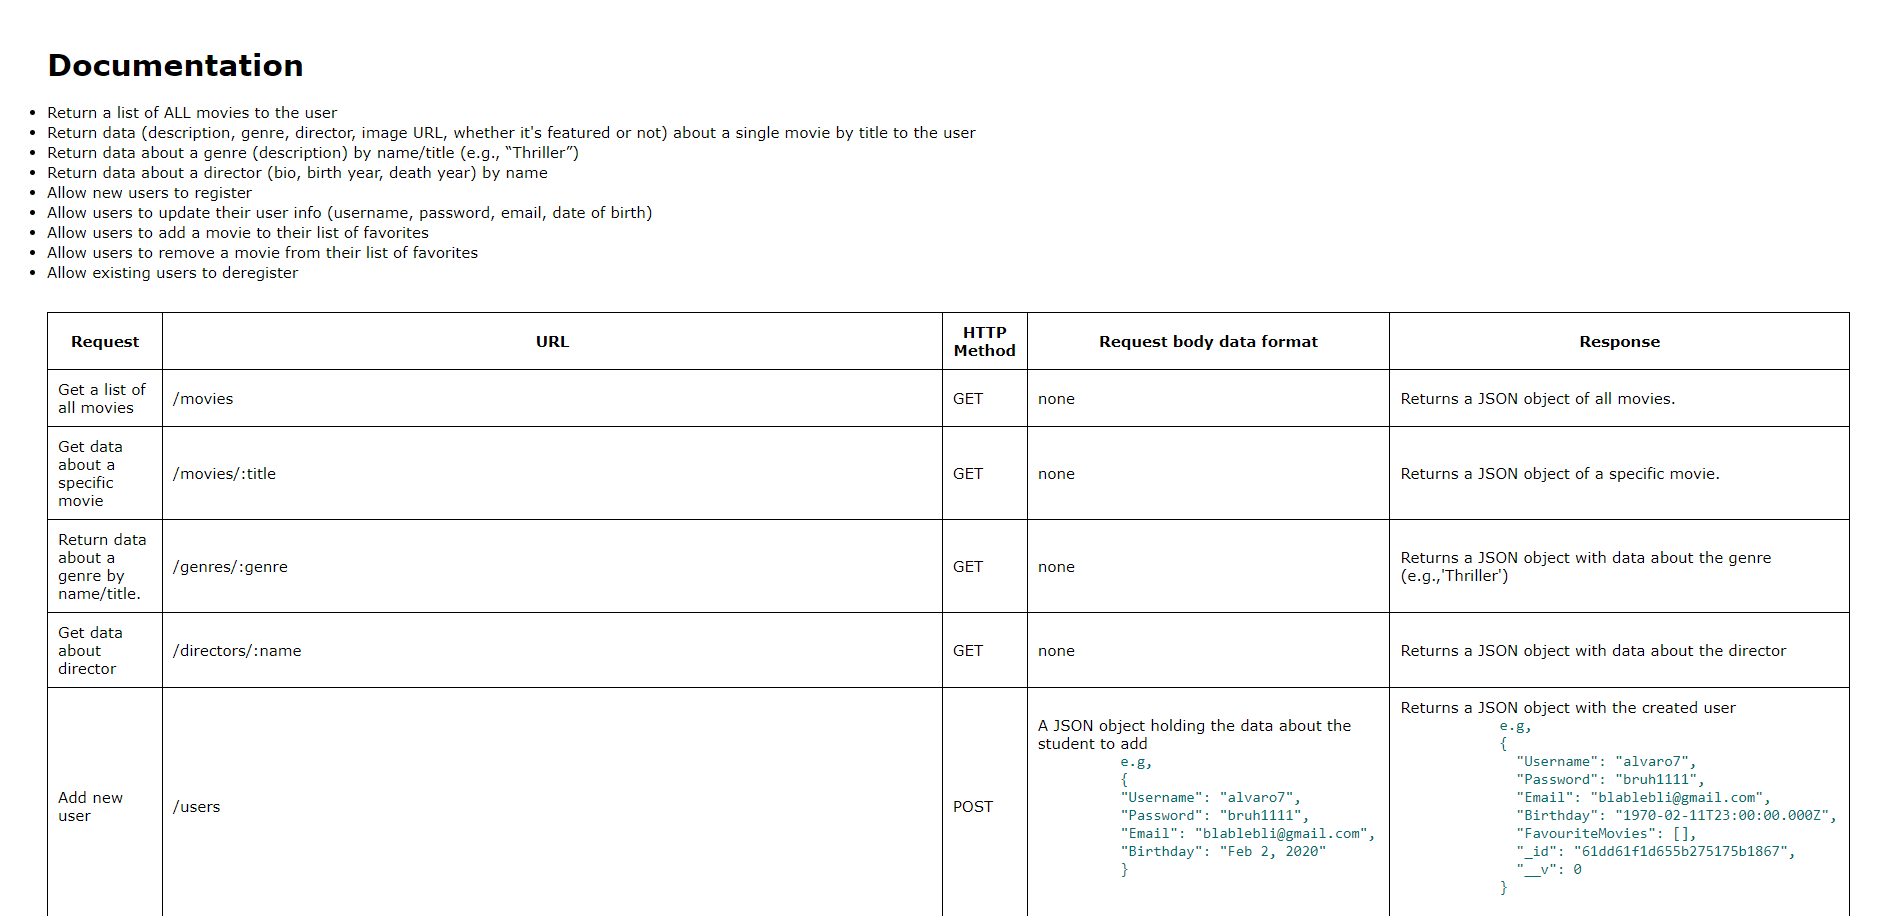 Documentation
Return a list of ALL movies to the user
Return data (description, genre, director, image URL, whether it's featured or not) about a single movie by title to the user
Return data about a genre (description) by name/title (e.g., “Thriller”)
Return data about a director (bio, birth year, death year) by name
Allow new users to register
Allow users to update their user info (username, password, email, date of birth)
Allow users to add a movie to their list of favorites
Allow users to remove a movie from their list of favorites
Allow existing users to deregister
Request
URL
HTTP
Method
Request body data format
Response
Get a list of
all movies
/movies
GET
none
Returns a JSON object of all movies.
Get data
about a
specific
movie
/movies/:title
GET
none
Returns a JSON object of a specific movie.
Return data
about a
genre by
name/title.
/genres/:genre
GET
none
Returns a JSON object with data about the genre
(e.g.,'Thriller')
Get data
about
director
/directors/:name
GET
none
Returns a JSON object with data about the director
Add new
user
/users
POST
A JSON object holding the data about the
student to add
e.g,
{
"Username": "alvaro7",
"Password": "bruh1111",
"Email": "blablebli@gmail.com",
"Birthday": "Feb 2, 2020"
}
Returns a JSON object with the created user
e.g,
{
"Username": "alvaro7",
"Password": "bruh1111",
"Email": "blablebli@gmail.com",
"Birthday": "1970-02-11T23:00:00.000Z",
"FavouriteMovies": [],
"_id": "61dd61f1d655b275175b1867",
"__v": 0
}